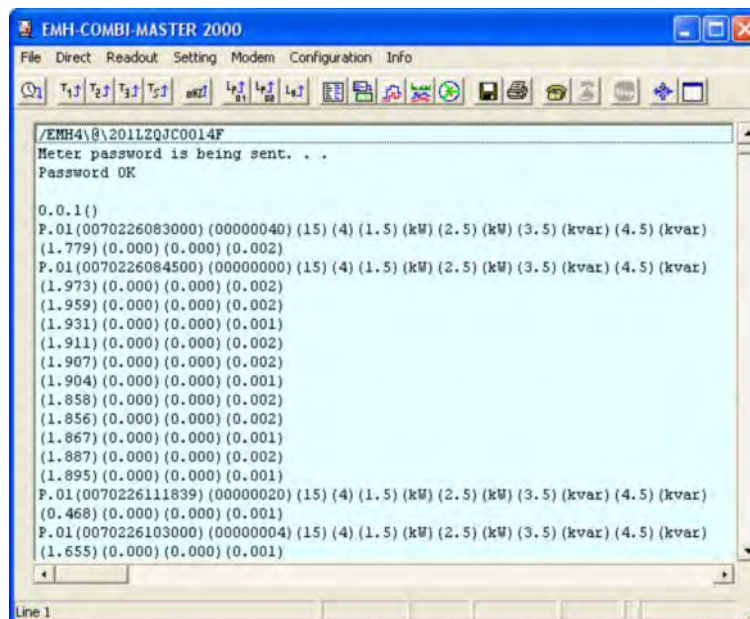 EMH-COMBI-MASTER 2000
File Direct Readout Setting Modem Configuration Info
/EMH4\@\201LZQJC0014F
Meter password is being sent. . .
Password OK
0.0.1()
P.01(0070226083000)(00000040)(15)(4)(1.5)(kW)(2.5)(kW)(3.5)(kvar)(4.5)(kvar)
(1.779)(0.000)(0.000)(0.002)
P.01(0070226084500)(00000000)(15)(4)(1.5)(kW)(2.5)(kW)(3.5)(kvar)(4.5)(kvar)
(1.973)(0.000)(0.000)(0.002)
(1.959)(0.000)(0.000)(0.002)
(1.931)(0.000)(0.000)(0.001)
(1.911)(0.000)(0.000)(0.002)
(1.907)(0.000)(0.000)(0.002)
(1.904)(0.000)(0.000)(0.001)
(1.858)(0.000)(0.000)(0.002)
(1.856)(0.000)(0.000)(0.002)
(1.867)(0.000)(0.000)(0.001)
(1.887)(0.000)(0.000)(0.002)
(1.895)(0.000)(0.000)(0.001)
P.01(0070226111839)(00000020)(15)(4)(1.5)(kW)(2.5)(kW)(3.5)(kvar)(4.5)(kvar)
(0.468)(0.000)(0.000)(0.001)
P.01(0070226103000)(00000004)(15)(4)(1.5)(kW)(2.5)(kW)(3.5)(kvar)(4.5)(kvar)
(1.655)(0.000)(0.000)(0.001)
Line 1